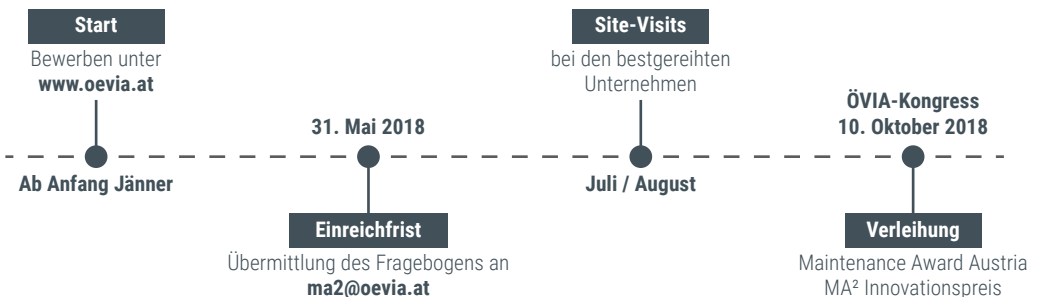 Start
Bewerben unter
www.oevia.at
Ab Anfang Jänner
31. Mai 2018
Einreichfrist
Übermittlung des Fragebogens an
ma2@oevia.at
Site-Visits
bei den bestgereihten
Unternehmen
Juli / August
ÖVIA-Kongress
10. Oktober 2018
Verleihung
Maintenance Award Austria
MA² Innovationspreis